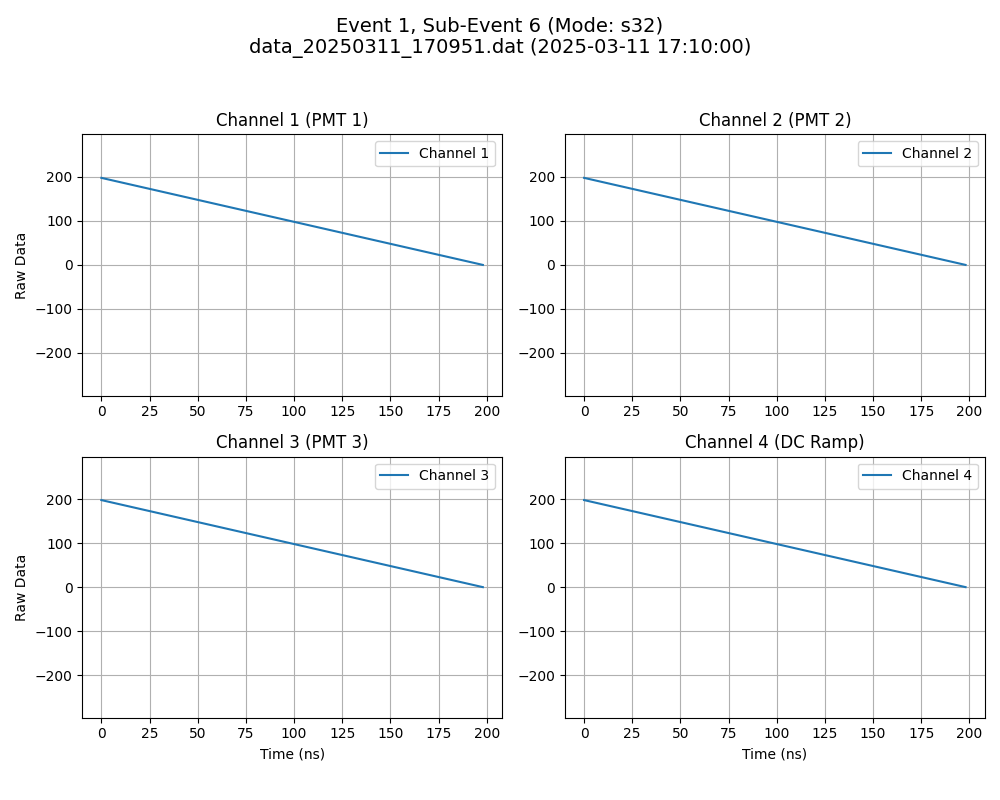 Event 1, Sub-Event 6 (Mode: s32)
data_20250311_170951.dat (2025-03-11 17:10:00)
Channel 1 (PMT 1)
Channel 1
200
100
0
−100
−200
Raw Data
0 25 50 75 100 125 150 175 200
Channel 2 (PMT 2)
Channel 2
200
100
0
−100
−200
0 25 50 75 100 125 150 175 200
Channel 3 (PMT 3)
Channel 3
200
100
0
−100
−200
Raw Data
0 25 50 75 100 125 150 175 200
Time (ns)
Channel 4 (DC Ramp)
Channel 4
200
100
0
−100
−200
0 25 50 75 100 125 150 175 200
Time (ns)